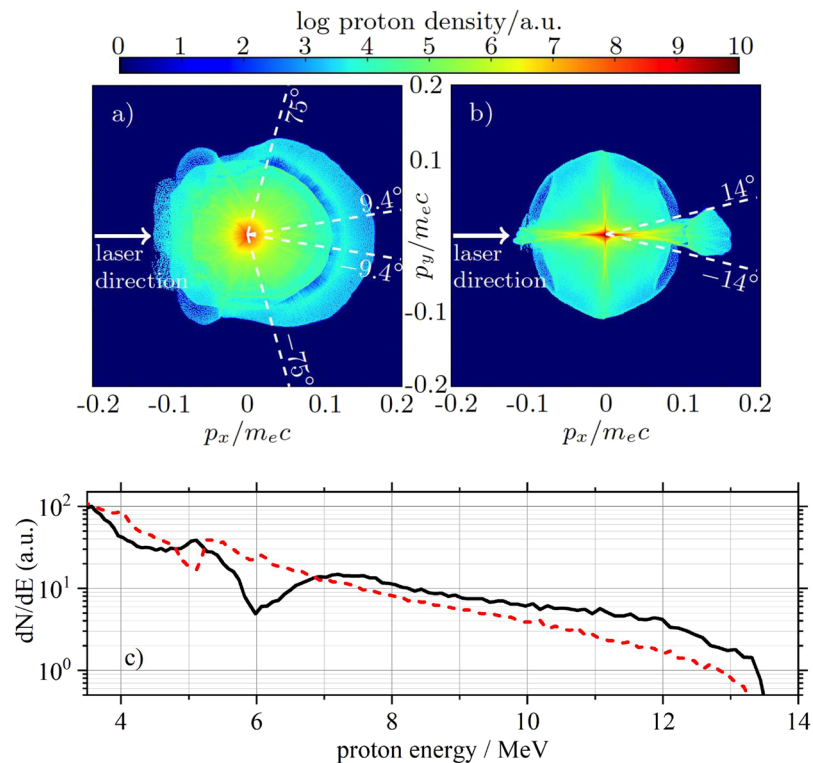 log proton density/a.u.
0 1 2 3 4 5 6 7 8 9 10
a)
75°
9.4°
−9.4°
−75°
laser
direction
-0.2 -0.1 0 0.1 0.2
p_x/m_ec
0.2
0.1
p_y/m_ec
-0.1
-0.2
b)
14°
−14°
laser
direction
-0.2 -0.1 0 0.1 0.2
p_x/m_ec
10²
10¹
10⁰
dN/dE (a.u.)
c)
4 6 8 10 12 14
proton energy / MeV